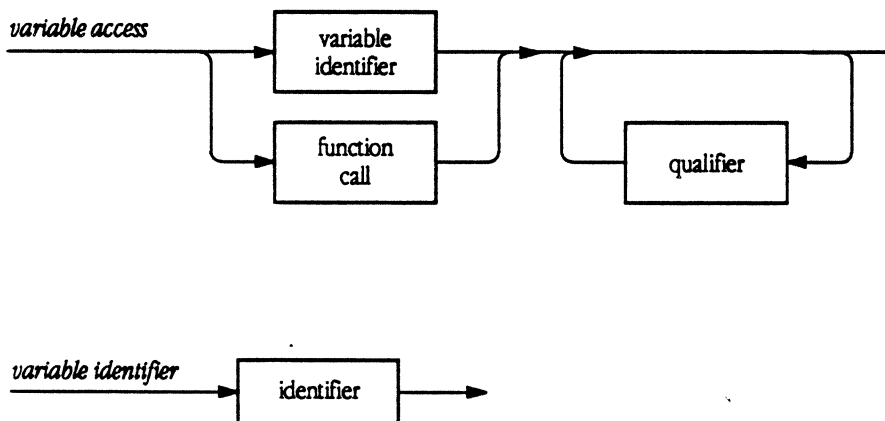 variable access
variable
identifier
function
call
qualifier
variable identifier
identifier